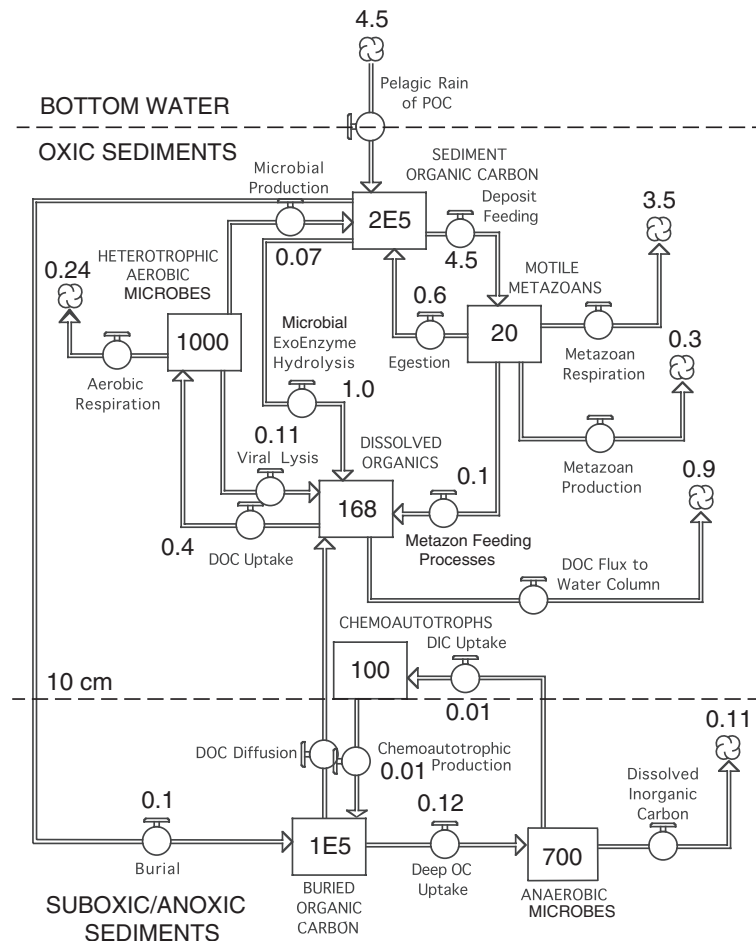 4.5
Pelagic Rain
of POC
BOTTOM WATER
OXIC SEDIMENTS
Microbial
Production
SEDIMENT
ORGANIC CARBON
Deposit
Feeding
2E5
3.5
0.07
4.5
HETEROTROPHIC
AEROBIC
MICROBES
0.24
MOTILE
METAZOANS
0.6
1000
Microbial
ExoEnzyme
Hydrolysis
Egestion
20
Metazoan
Respiration
0.3
Aerobic
Respiration
1.0
0.11
Viral Lysis
DISSOLVED
ORGANICS
Metazoan
Production
0.1
0.9
168
0.4
DOC Uptake
Metazon Feeding
Processes
DOC Flux to
Water Column
CHEMOAUTOTROPHS
DIC Uptake
100
10 cm
0.01
0.11
DOC Diffusion
Chemoautotrophic
Production
0.01
Dissolved
Inorganic
Carbon
0.1
0.12
1E5
700
Burial
BURIED
ORGANIC
CARBON
Deep OC
Uptake
ANAEROBIC
MICROBES
SUBOXIC/ANOXIC
SEDIMENTS